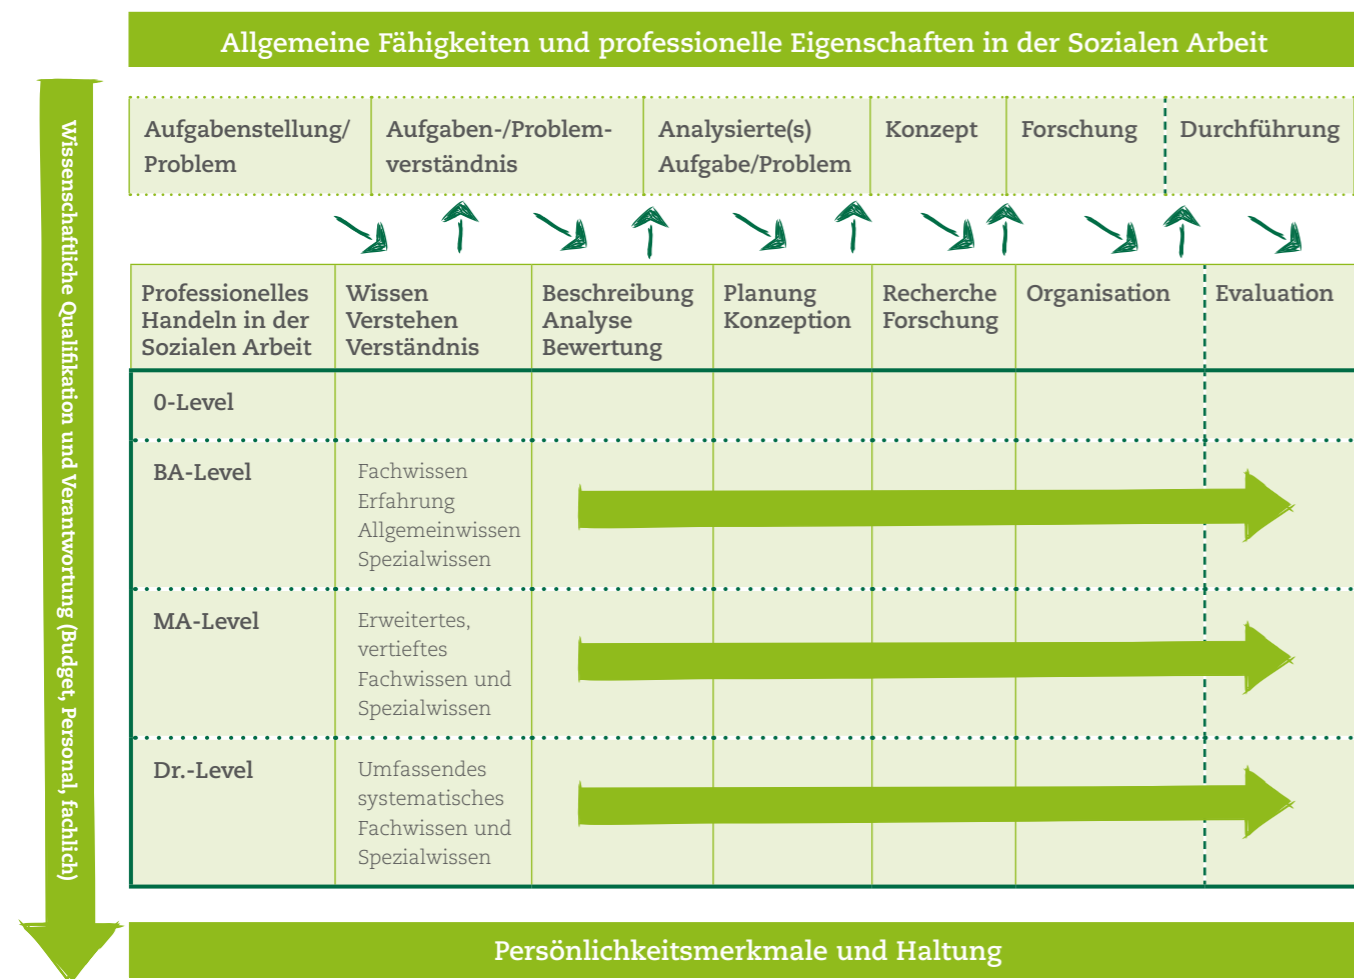 Allgemeine Fähigkeiten und professionelle Eigenschaften in der Sozialen Arbeit
Wissenschaftliche Qualifikation und Verantwortung (Budget, Personal, fachlich)
Aufgabenstellung/
Problem
Aufgaben-/Problem-
verständnis
Analysierte(s)
Aufgabe/Problem
Konzept
Forschung
Durchführung
Professionelles
Handeln in der
Sozialen Arbeit
Wissen
Verstehen
Verständnis
Beschreibung
Analyse
Bewertung
Planung
Konzeption
Recherche
Forschung
Organisation
Evaluation
0-Level
BA-Level
Fachwissen
Erfahrung
Allgemeinwissen
Spezialwissen
MA-Level
Erweitertes,
vertieftes
Fachwissen und
Spezialwissen
Dr.-Level
Umfassendes
systematisches
Fachwissen und
Spezialwissen
Persönlichkeitsmerkmale und Haltung